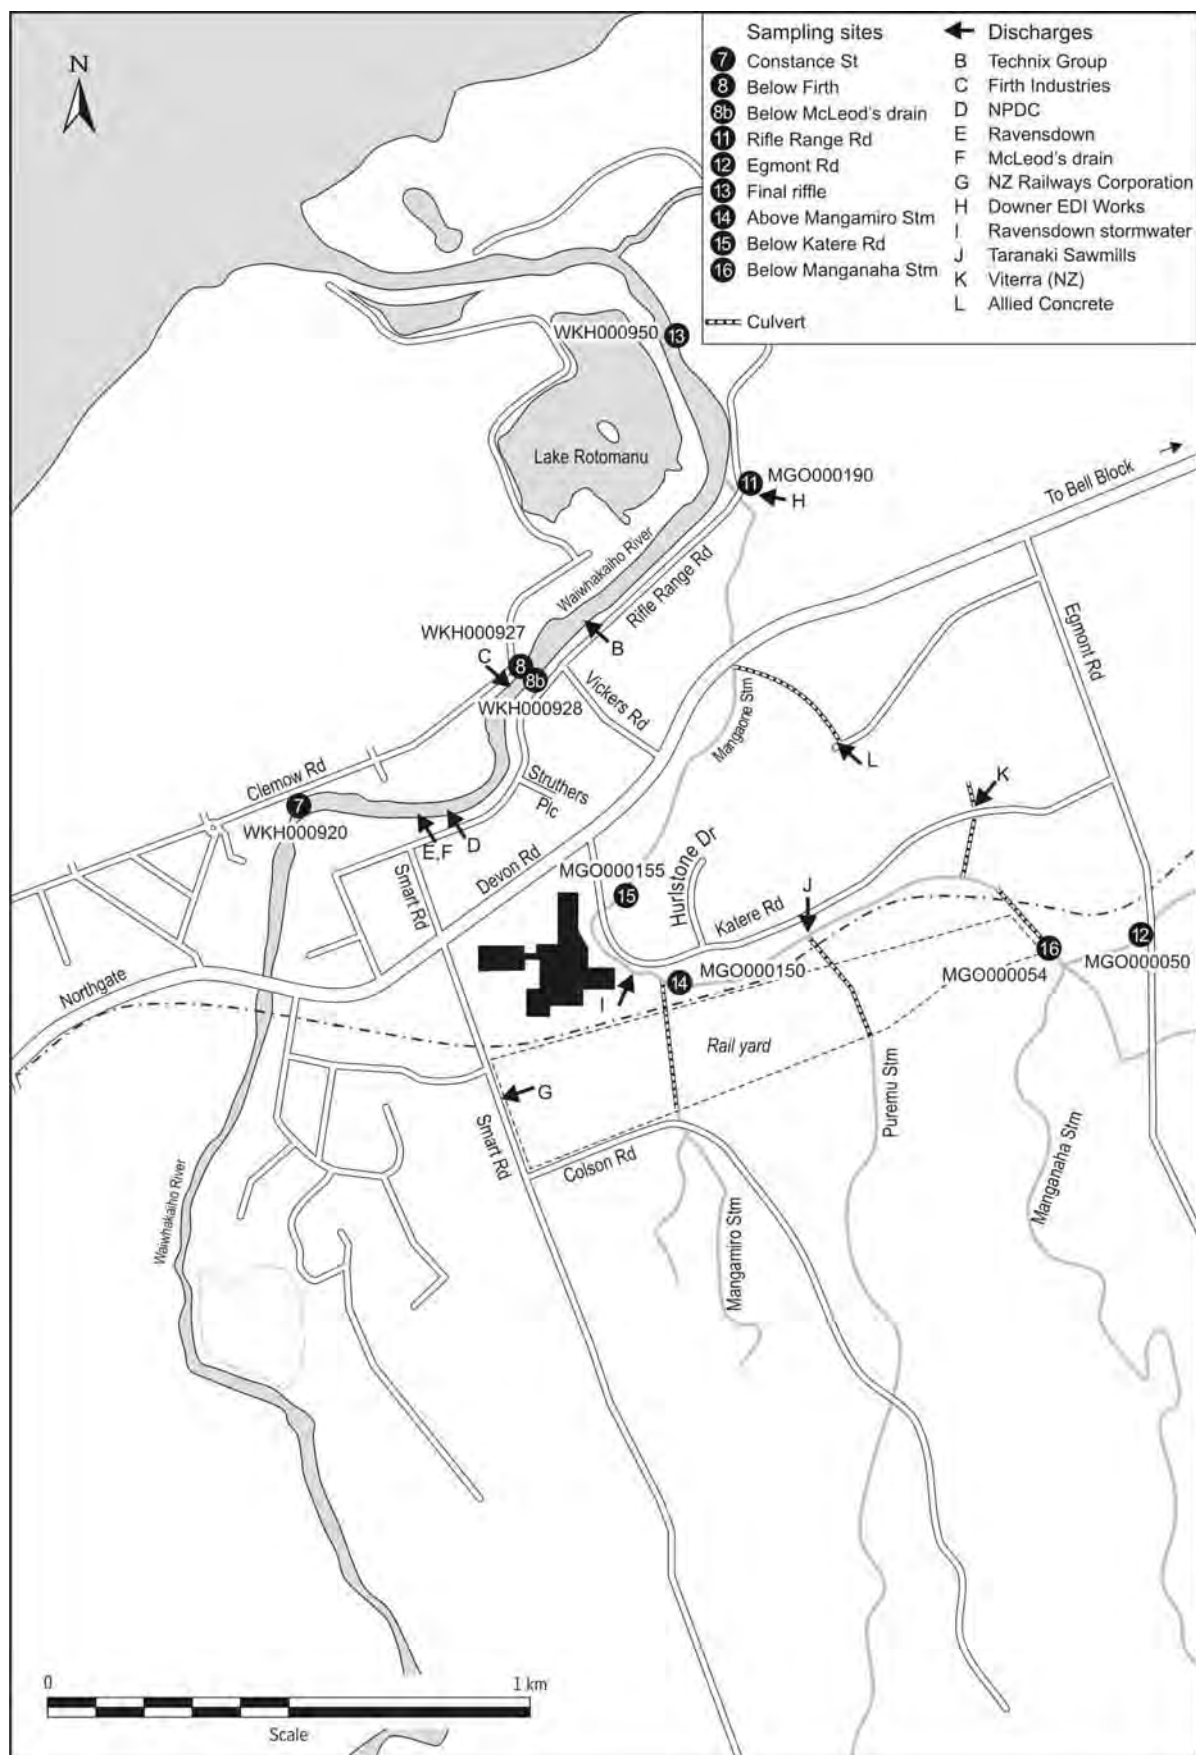 N
Sampling sites
7 Constance St
8 Below Firth
8b Below McLeod's drain
11 Rifle Range Rd
12 Egmont Rd
13 Final riffle
14 Above Mangamiro Stm
15 Below Katere Rd
16 Below Manganaha Stm
Culvert
Discharges
B Technix Group
C Firth Industries
D NPDC
E Ravensdown
F McLeod's drain
G NZ Railways Corporation
H Downer EDI Works
I Ravensdown stormwater
J Taranaki Sawmills
K Viterra (NZ)
L Allied Concrete
WKH000950 13
Lake Rotomanu
11 MGO000190
H
To Bell Block
Waiwhakaiho River
Rifle Range Rd
WKH000927
B
C
8
8b
WKH000928
Vickers Rd
Mangaone Stm
Egmont Rd
L
K
Clemow Rd
Struthers
Plc
7
WKH000920
E,F
D
Smart Rd
Devon Rd
MGO000155
15
Hurlstone Dr
J
Katere Rd
12
16
MGO000050
MGO000054
MGO000150
14
I
Northgate
Rail yard
G
Puremu Stm
Smart Rd
Colson Rd
Manganaha Stm
Mangamiro Stm
Waiwhakaiho River
0 1 km
Scale